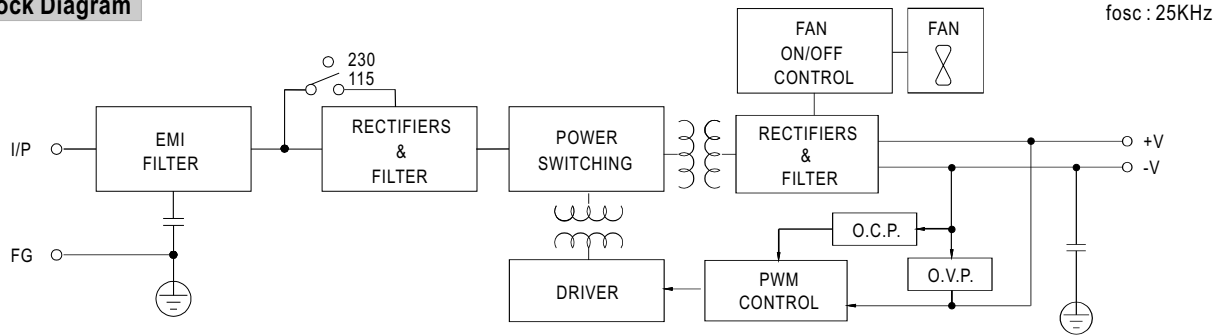 ock Diagram
fosc : 25KHz
FAN
ON/OFF
CONTROL
FAN
230
115
I/P
EMI
FILTER
RECTIFIERS
&
FILTER
POWER
SWITCHING
RECTIFIERS
&
FILTER
+V
-V
O.C.P.
FG
DRIVER
PWM
CONTROL
O.V.P.